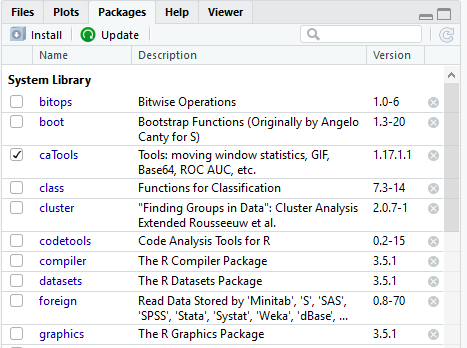 Files Plots Packages Help Viewer
Install Update
Name Description Version
System Library
bitops Bitwise Operations 1.0-6
boot Bootstrap Functions (Originally by Angelo 1.3-20
Canty for S)
caTools Tools: moving window statistics, GIF, 1.17.1.1
Base64, ROC AUC, etc.
class Functions for Classification 7.3-14
cluster "Finding Groups in Data": Cluster Analysis 2.0.7-1
Extended Rousseeuw et al.
codetools Code Analysis Tools for R 0.2-15
compiler The R Compiler Package 3.5.1
datasets The R Datasets Package 3.5.1
foreign Read Data Stored by 'Minitab', 'S', 'SAS', 0.8-70
'SPSS', 'Stata', 'Systat', 'Weka', 'dBase', ...
graphics The R Graphics Package 3.5.1